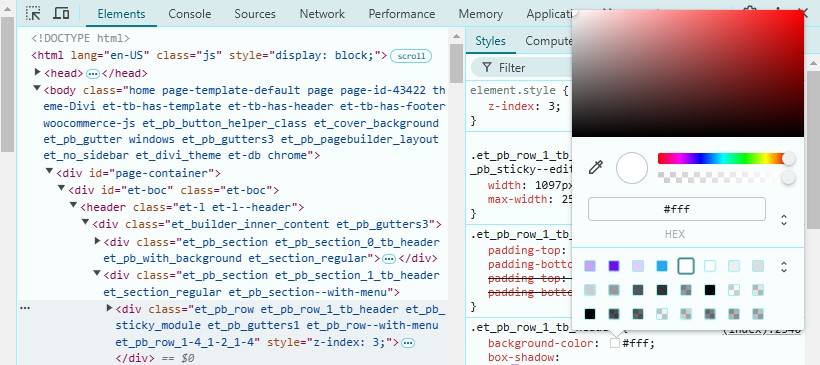 Elements Console Sources Network Performance Memory
<!DOCTYPE html>
<html lang="en-US" class="js" style="display: block;"> scroll
<head> ··· </head>
<body class="home page-template-default page page-id-43422 th
eme-Divi et-tb-has-template et-tb-has-header et-tb-has-footer
woocommerce-js et_pb_button_helper_class et_cover_background
et_pb_gutter windows et_pb_gutters3 et_pb_pagebuilder_layout
et_no_sidebar et_divi_theme et-db chrome">
<div id="page-container">
<div id="et-boc" class="et-boc">
<header class="et-l et-l--header">
<div class="et_builder_inner_content et_pb_gutters3">
<div class="et_pb_section et_pb_section_0_tb_header
et_pb_with_background et_section_regular"> ··· </div>
<div class="et_pb_section et_pb_section_1_tb_header
et_section_regular et_pb_section--with-menu">
··· <div class="et_pb_row et_pb_row_1_tb_header et_pb_
sticky_module et_pb_gutters1 et_pb_row--with-menu
et_pb_row_1-4_1-2_1-4" style="z-index: 3;"> ···
</div> == $0
Styles
Filter
element.style {
z-index: 3;
}
.et_pb_row_1_tb_
_pb_sticky--edit
width: 1097px
max-width: 25
}
.et_pb_row_1_tb_
padding-top:
padding-botto
padding-top:
padding-botto
}
.et_pb_row_1_tb_header {
background-color: #fff;
box-shadow:
#fff
HEX